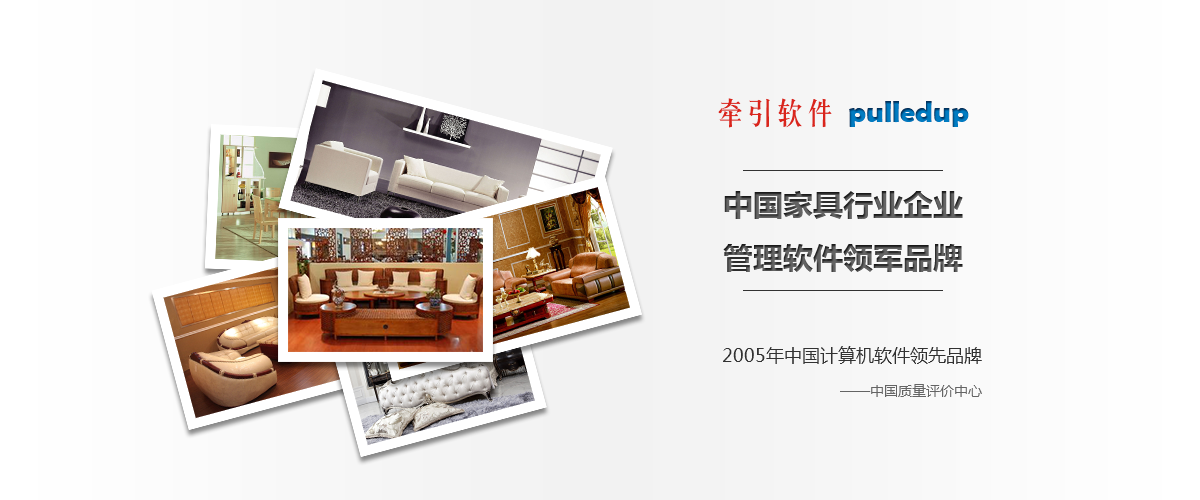 牵引软件 pulledup
中国家具行业企业
管理软件领军品牌
2005年中国计算机软件领先品牌
——中国质量评价中心